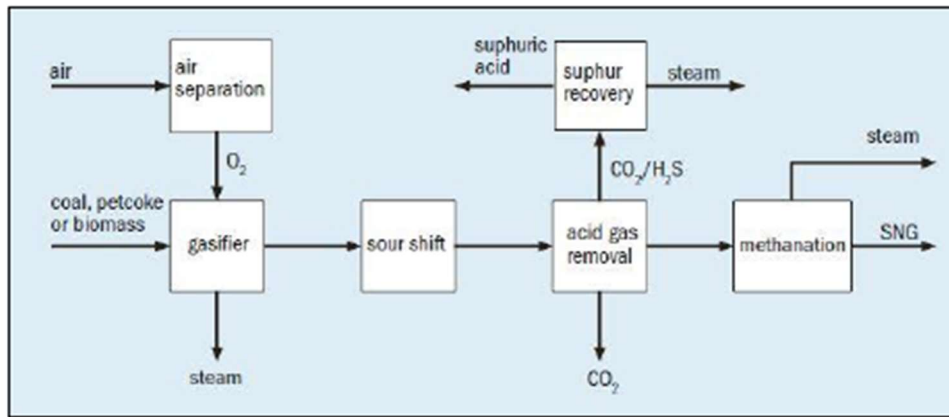 air
air
separation
O₂
coal, petcoke
or biomass
gasifier
steam
sour shift
suphuric
acid
suphur
recovery
steam
CO₂/H₂S
acid gas
removal
CO₂
methanation
steam
SNG